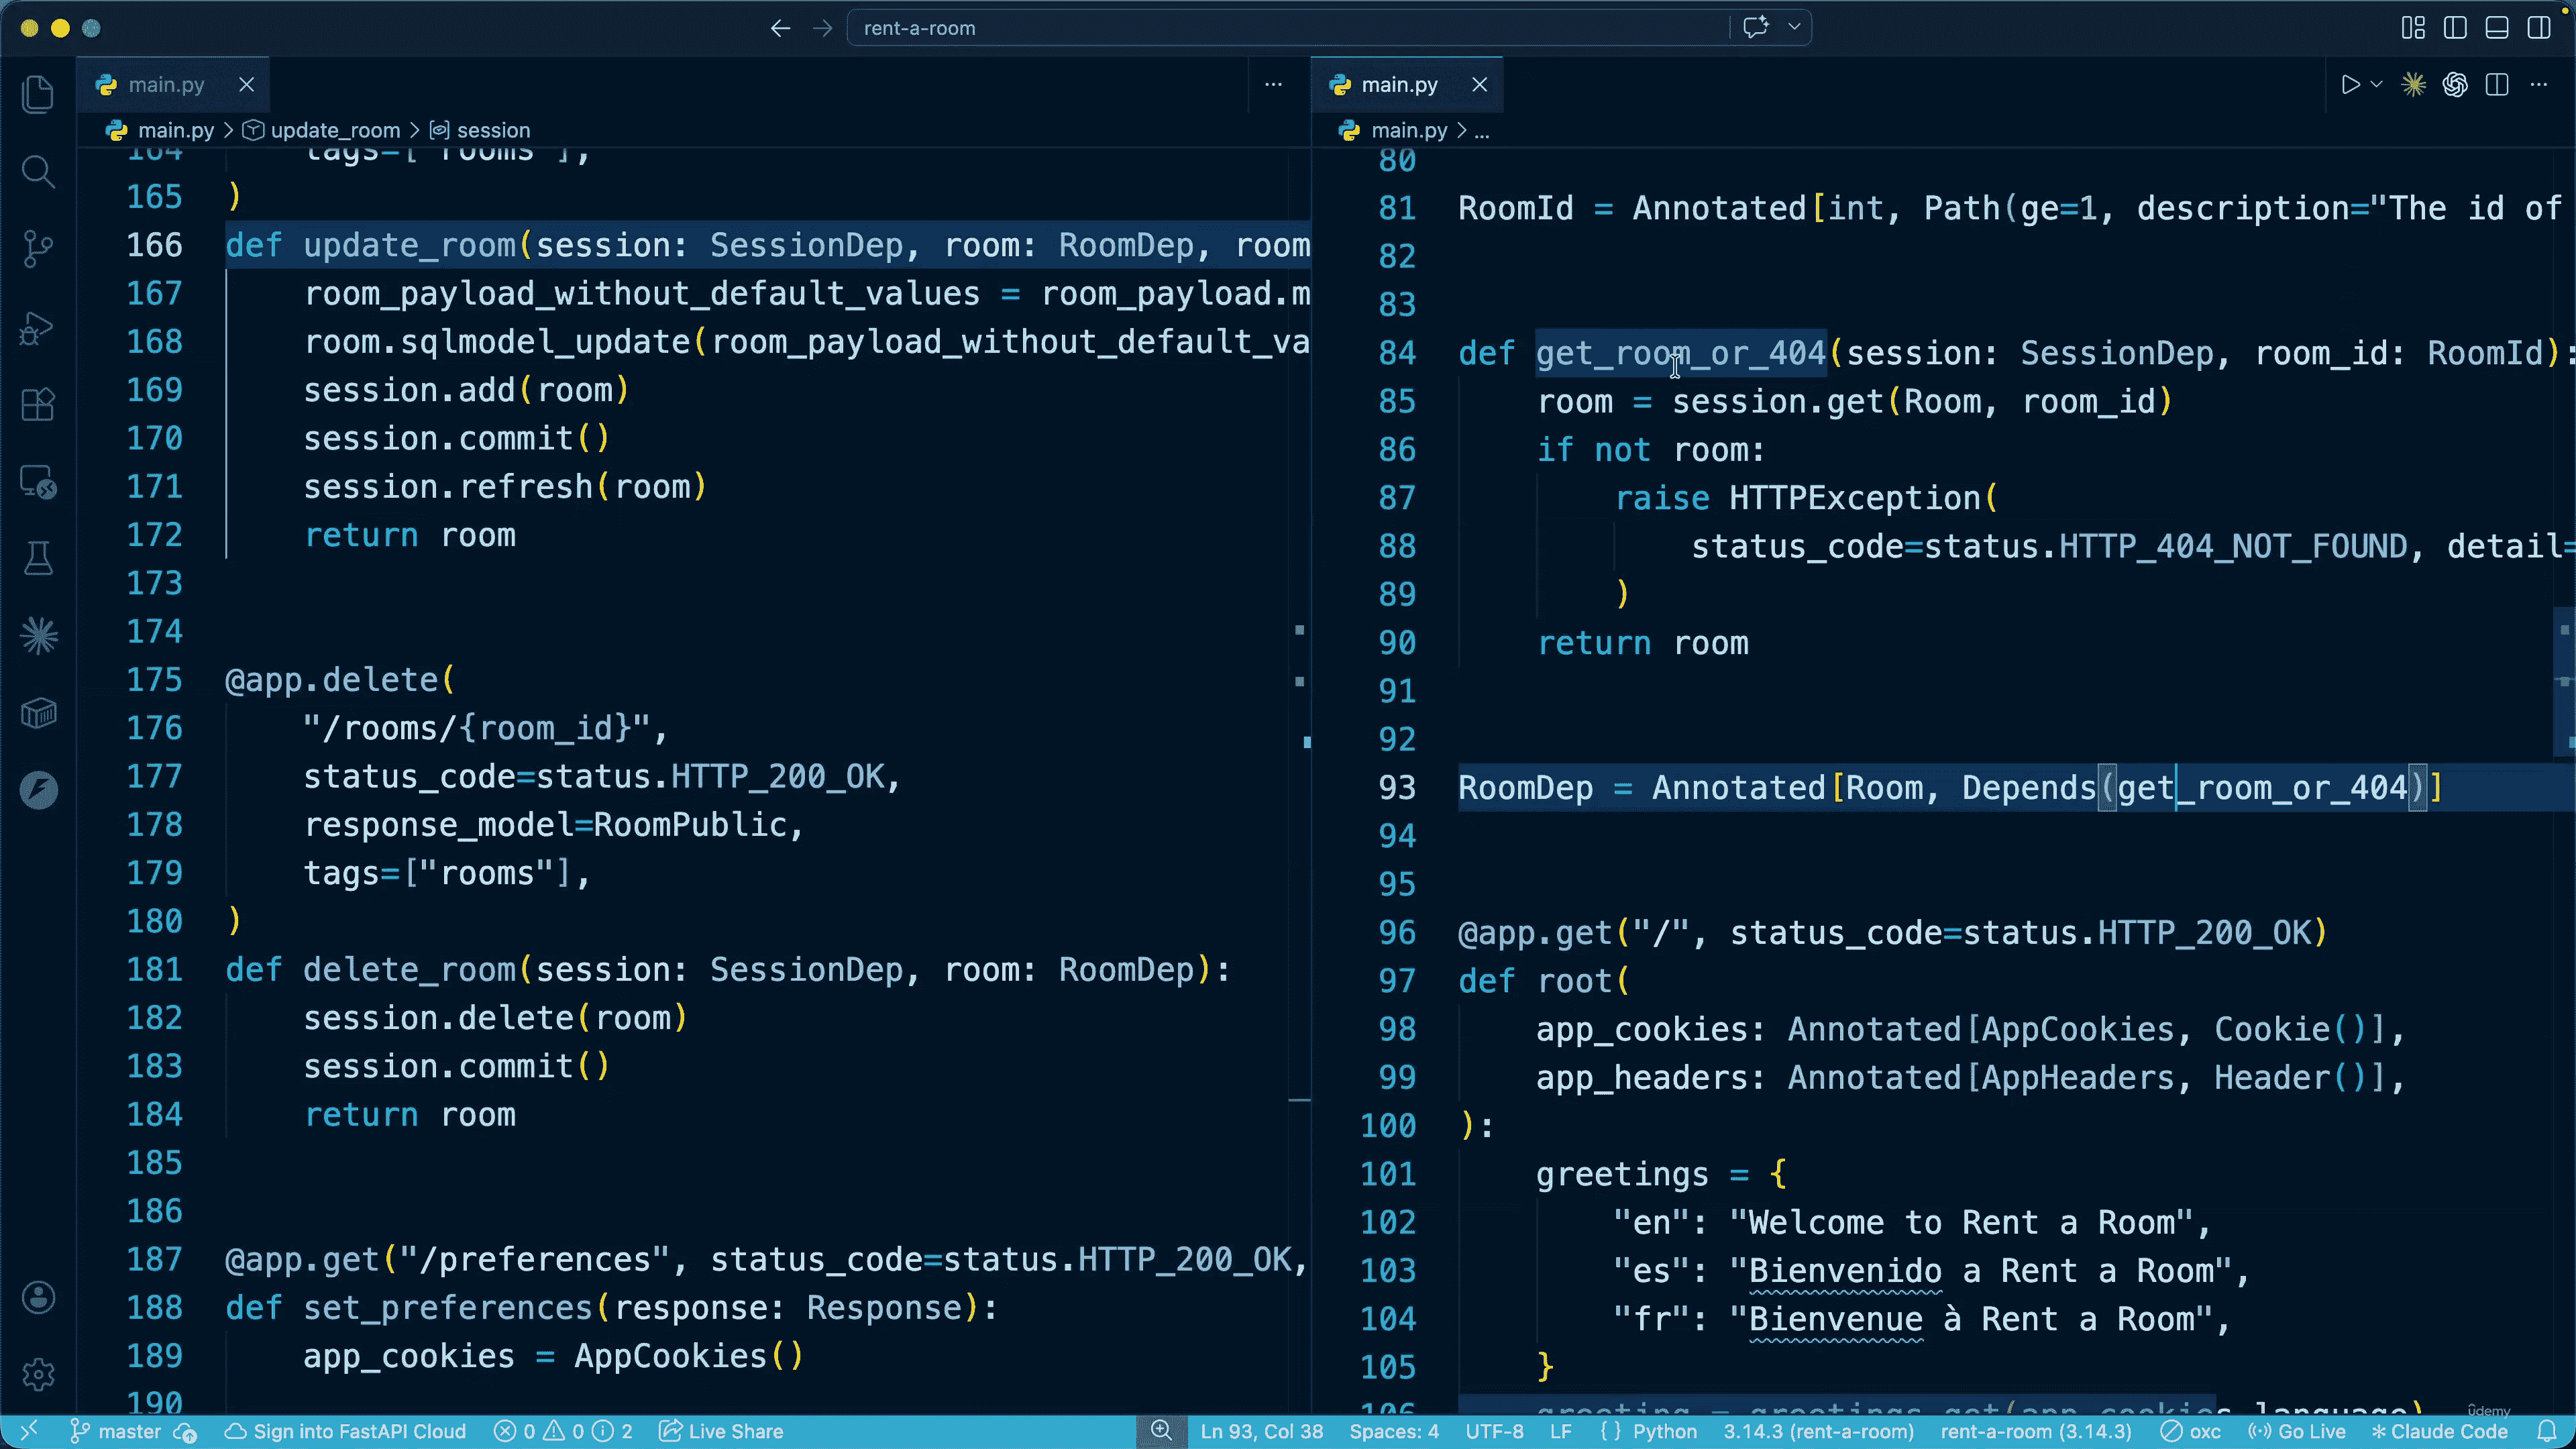 rent-a-room
main.py
main.py > update_room > session
164 tags=["rooms"],
165 )
166 def update_room(session: SessionDep, room: RoomDep, room
167 room_payload_without_default_values = room_payload.m
168 room.sqlmodel_update(room_payload_without_default_va
169 session.add(room)
170 session.commit()
171 session.refresh(room)
172 return room
173
174
175 @app.delete(
176 "/rooms/{room_id}",
177 status_code=status.HTTP_200_OK,
178 response_model=RoomPublic,
179 tags=["rooms"],
180 )
181 def delete_room(session: SessionDep, room: RoomDep):
182 session.delete(room)
183 session.commit()
184 return room
185
186
187 @app.get("/preferences", status_code=status.HTTP_200_OK,
188 def set_preferences(response: Response):
189 app_cookies = AppCookies()
190
main.py
main.py > ...
80
81 RoomId = Annotated[int, Path(ge=1, description="The id of
82
83
84 def get_room_or_404(session: SessionDep, room_id: RoomId):
85 room = session.get(Room, room_id)
86 if not room:
87 raise HTTPException(
88 status_code=status.HTTP_404_NOT_FOUND, detail=
89 )
90 return room
91
92
93 RoomDep = Annotated[Room, Depends(get_room_or_404)]
94
95
96 @app.get("/", status_code=status.HTTP_200_OK)
97 def root(
98 app_cookies: Annotated[AppCookies, Cookie()],
99 app_headers: Annotated[AppHeaders, Header()],
100 ):
101 greetings = {
102 "en": "Welcome to Rent a Room",
103 "es": "Bienvenido a Rent a Room",
104 "fr": "Bienvenue à Rent a Room",
105 }
106 greeting = greetings.get(app_cookies.language)
udemy
master Sign into FastAPI Cloud 0 0 2 Live Share Ln 93, Col 38 Spaces: 4 UTF-8 LF { } Python 3.14.3 (rent-a-room) rent-a-room (3.14.3) oxc Go Live Claude Code